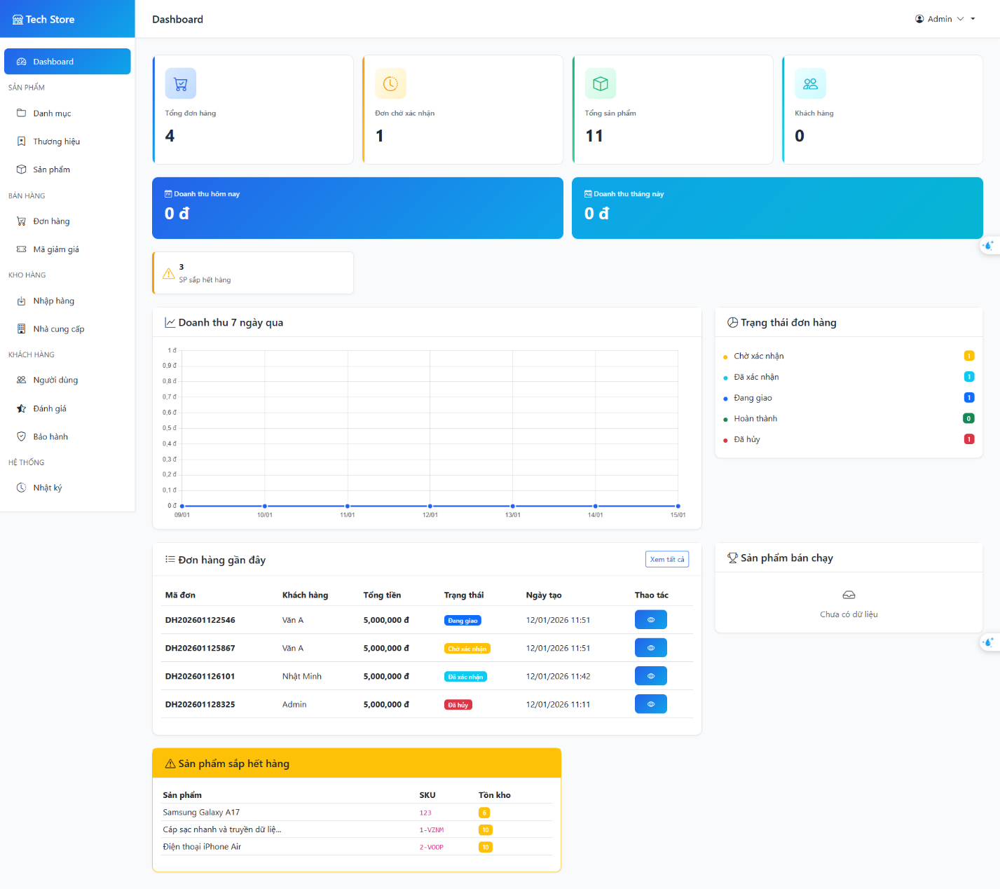 Tech Store
Dashboard
Admin
Dashboard
SẢN PHẨM
Danh mục
Thương hiệu
Sản phẩm
BÁN HÀNG
Đơn hàng
Mã giảm giá
KHO HÀNG
Nhập hàng
Nhà cung cấp
KHÁCH HÀNG
Người dùng
Đánh giá
Bảo hành
HỆ THỐNG
Nhật ký
Tổng đơn hàng
4
Đơn chờ xác nhận
1
Tổng sản phẩm
11
Khách hàng
0
Doanh thu hôm nay
0 đ
Doanh thu tháng này
0 đ
3
SP sắp hết hàng
Doanh thu 7 ngày qua
1 đ
0,9 đ
0,8 đ
0,7 đ
0,6 đ
0,5 đ
0,4 đ
0,3 đ
0,2 đ
0,1 đ
0 đ
09/01 10/01 11/01 12/01 13/01 14/01 15/01
Trạng thái đơn hàng
Chờ xác nhận 1
Đã xác nhận 1
Đang giao 1
Hoàn thành 0
Đã hủy 1
Đơn hàng gần đây
Xem tất cả
Mã đơn Khách hàng Tổng tiền Trạng thái Ngày tạo Thao tác
DH202601122546 Văn A 5,000,000 đ Đang giao 12/01/2026 11:51
DH202601125867 Văn A 5,000,000 đ Chờ xác nhận 12/01/2026 11:51
DH202601126101 Nhật Minh 5,000,000 đ Đã xác nhận 12/01/2026 11:42
DH202601128325 Admin 5,000,000 đ Đã hủy 12/01/2026 11:11
Sản phẩm bán chạy
Chưa có dữ liệu
Sản phẩm sắp hết hàng
Sản phẩm SKU Tồn kho
Samsung Galaxy A17 123 6
Cáp sạc nhanh và truyền dữ liệ... 1-VZNM 10
Điện thoại iPhone Air 2-VOOP 10